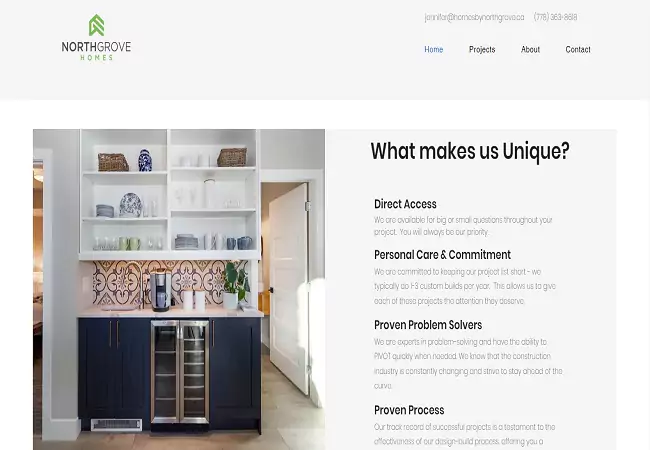 jennifer@homesbynorthgrove.ca (778) 363-8618
NORTHGROVE
HOMES
Home Projects About Contact
What makes us Unique?
Direct Access
We are available for big or small questions throughout your
project. You will always be our priority.
Personal Care & Commitment
We are committed to keeping our project list short - we
typically do 1-3 custom builds per year. This allows us to give
each of those projects the attention they deserve.
Proven Problem Solvers
We are experts in problem-solving and have the ability to
PIVOT quickly when needed. We know that the construction
industry is constantly changing and strive to stay ahead of the
curve.
Proven Process
Our track record of successful projects is a testament to the
effectiveness of our design-build process, offering you a